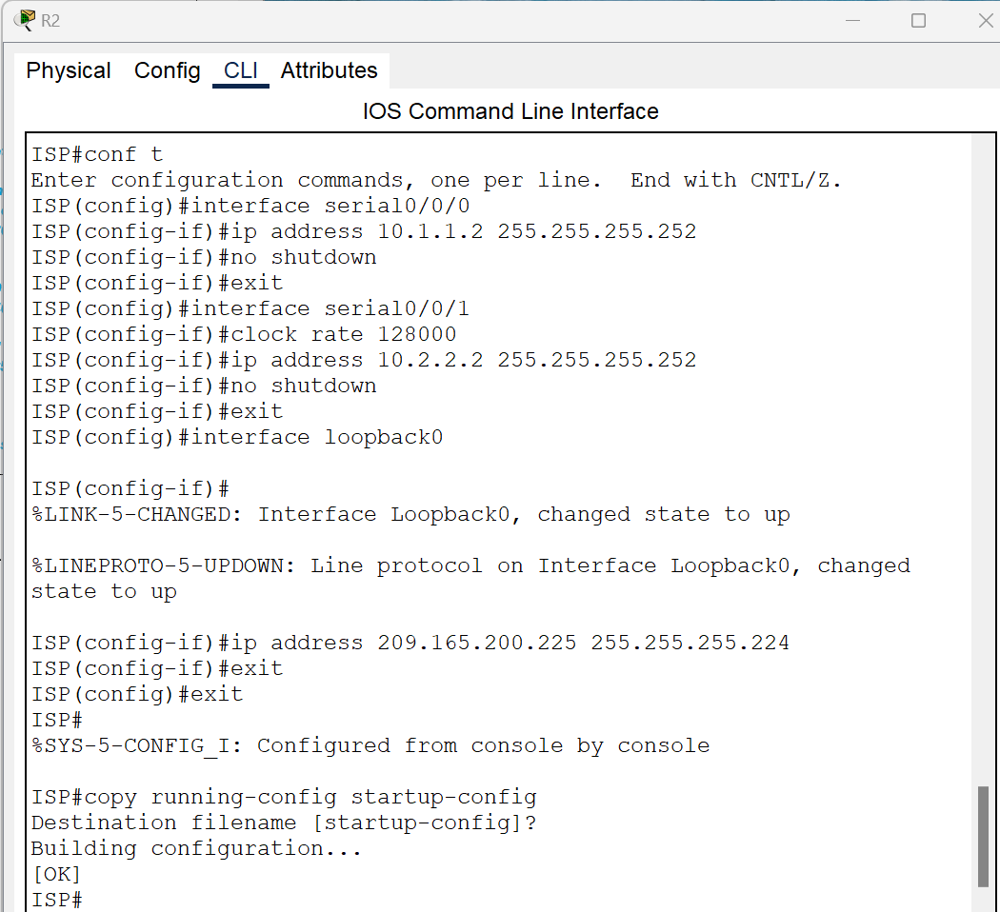 R2
Physical Config CLI Attributes
IOS Command Line Interface
ISP#conf t
Enter configuration commands, one per line.  End with CNTL/Z.
ISP(config)#interface serial0/0/0
ISP(config-if)#ip address 10.1.1.2 255.255.255.252
ISP(config-if)#no shutdown
ISP(config-if)#exit
ISP(config)#interface serial0/0/1
ISP(config-if)#clock rate 128000
ISP(config-if)#ip address 10.2.2.2 255.255.255.252
ISP(config-if)#no shutdown
ISP(config-if)#exit
ISP(config)#interface loopback0
ISP(config-if)#
%LINK-5-CHANGED: Interface Loopback0, changed state to up
%LINEPROTO-5-UPDOWN: Line protocol on Interface Loopback0, changed
state to up
ISP(config-if)#ip address 209.165.200.225 255.255.255.224
ISP(config-if)#exit
ISP(config)#exit
ISP#
%SYS-5-CONFIG_I: Configured from console by console
ISP#copy running-config startup-config
Destination filename [startup-config]?
Building configuration...
[OK]
ISP#